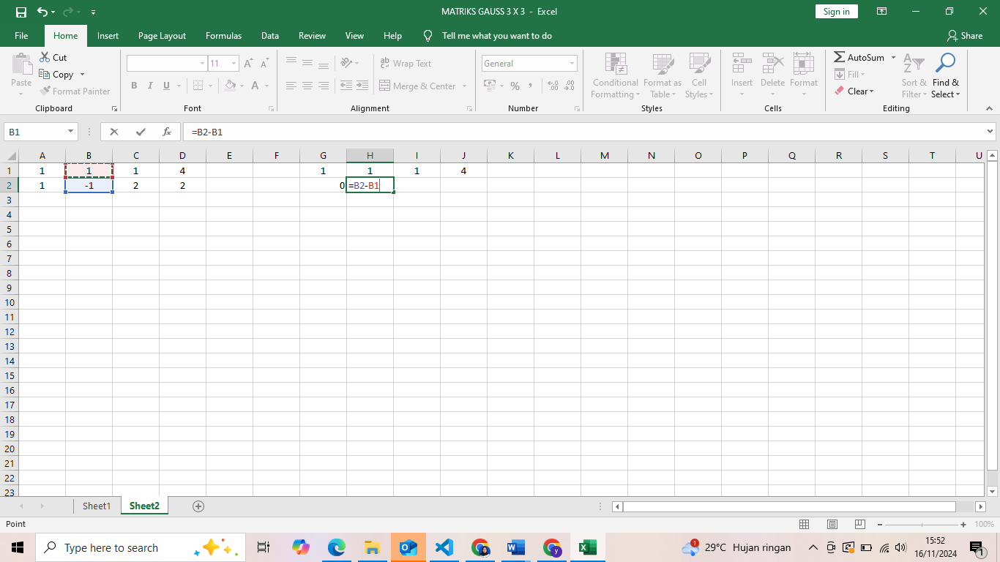 MATRIKS GAUSS 3 X 3 - Excel
Sign in
File Home Insert Page Layout Formulas Data Review View Help Tell me what you want to do Share
Paste
Cut
Copy
Format Painter
Clipboard
11 A A
B I U A
Font
ab Wrap Text
Merge & Center
Alignment
General
% , .00 .0
Number
Conditional Formatting
Format as Table
Cell Styles
Styles
Insert Delete Format
Cells
AutoSum
Fill
Clear
Sort & Filter
Find & Select
Editing
B1 fx =B2-B1
A B C D E F G H I J K L M N O P Q R S T U
1 1 1 1 4 1 1 1 4
2 1 -1 2 2 0 =B2-B1
3
4
5
6
7
8
9
10
11
12
13
14
15
16
17
18
19
20
21
22
23
Sheet1 Sheet2
Point 100%
Type here to search
29°C Hujan ringan
15:52
16/11/2024
1